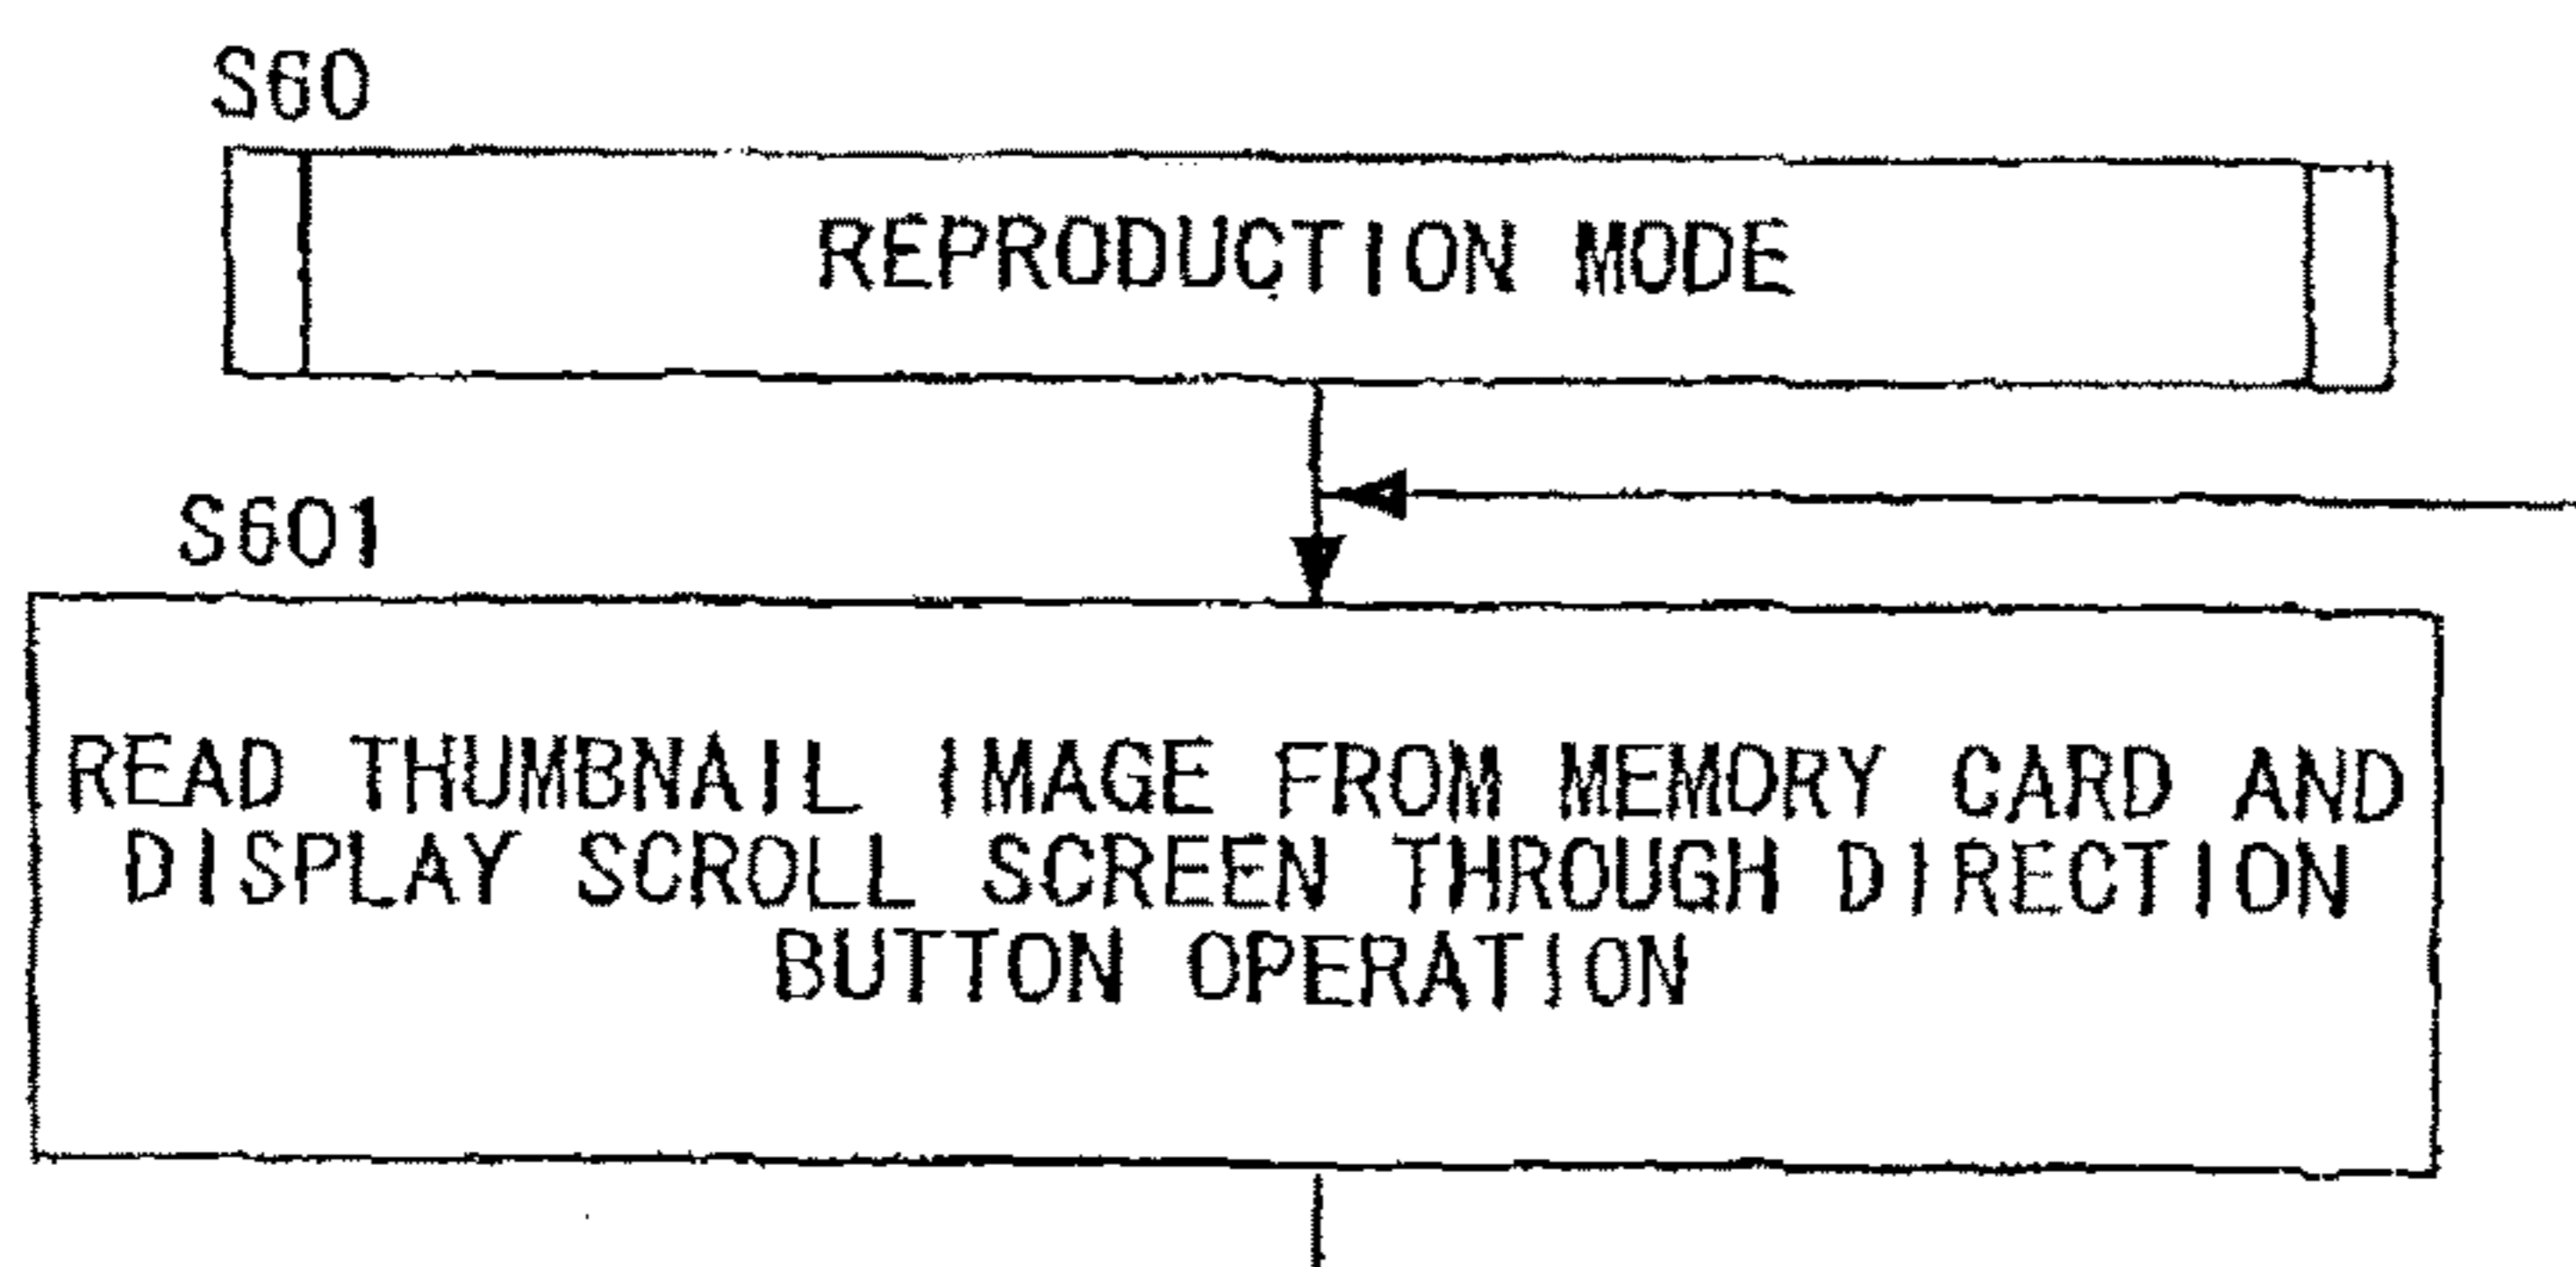 S60
REPRODUCTION MODE
S601
READ THUMBNAIL IMAGE FROM MEMORY CARD AND
DISPLAY SCROLL SCREEN THROUGH DIRECTION
BUTTON OPERATION